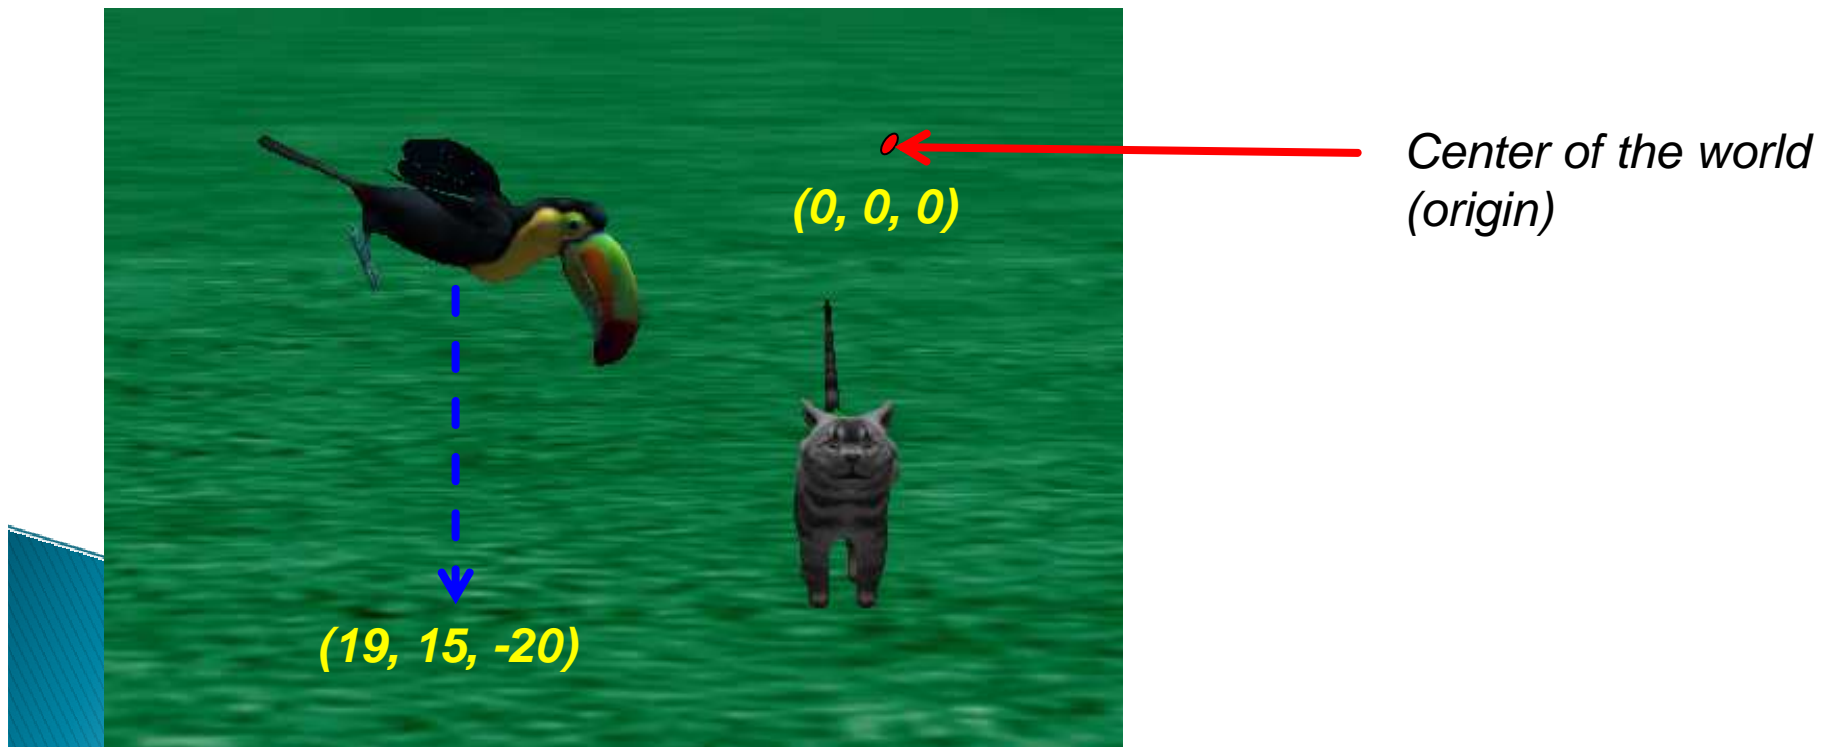 Center of the world
(origin)
(0, 0, 0)
(19, 15, -20)